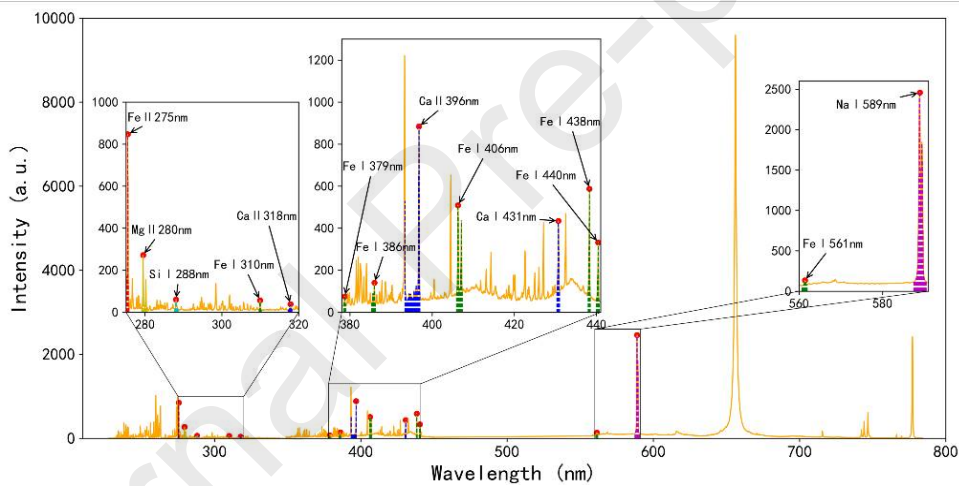 10000
8000
6000
4000
2000
0
Intensity (a.u.)
300
400
500
600
700
800
Wavelength (nm)
1000
800
600
400
200
0
280
300
320
Fe Ⅱ 275nm
Mg Ⅱ 280nm
Si Ⅰ 288nm
Fe Ⅰ 310nm
Ca Ⅱ 318nm
1200
1000
800
600
400
200
0
380
400
420
440
Fe Ⅰ 379nm
Fe Ⅰ 386nm
Ca Ⅱ 396nm
Fe Ⅰ 406nm
Ca Ⅰ 431nm
Fe Ⅰ 438nm
Fe Ⅰ 440nm
2500
2000
1500
1000
500
0
560
580
Na Ⅰ 589nm
Fe Ⅰ 561nm
rnal Pre-p